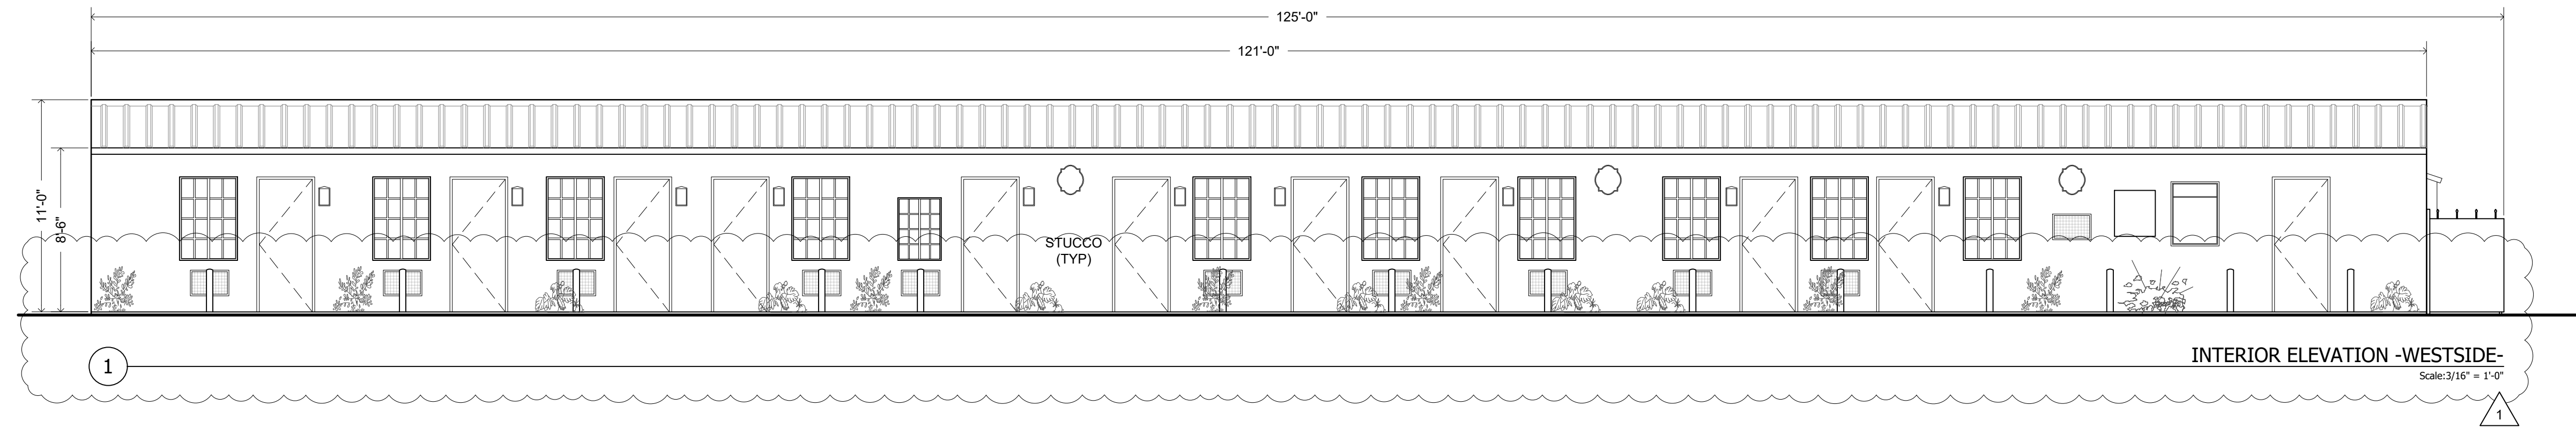 125'-0"
121'-0"
11'-0"
8'-6"
STUCCO
(TYP)
1
INTERIOR ELEVATION -WESTSIDE-
Scale:3/16" = 1'-0"
1